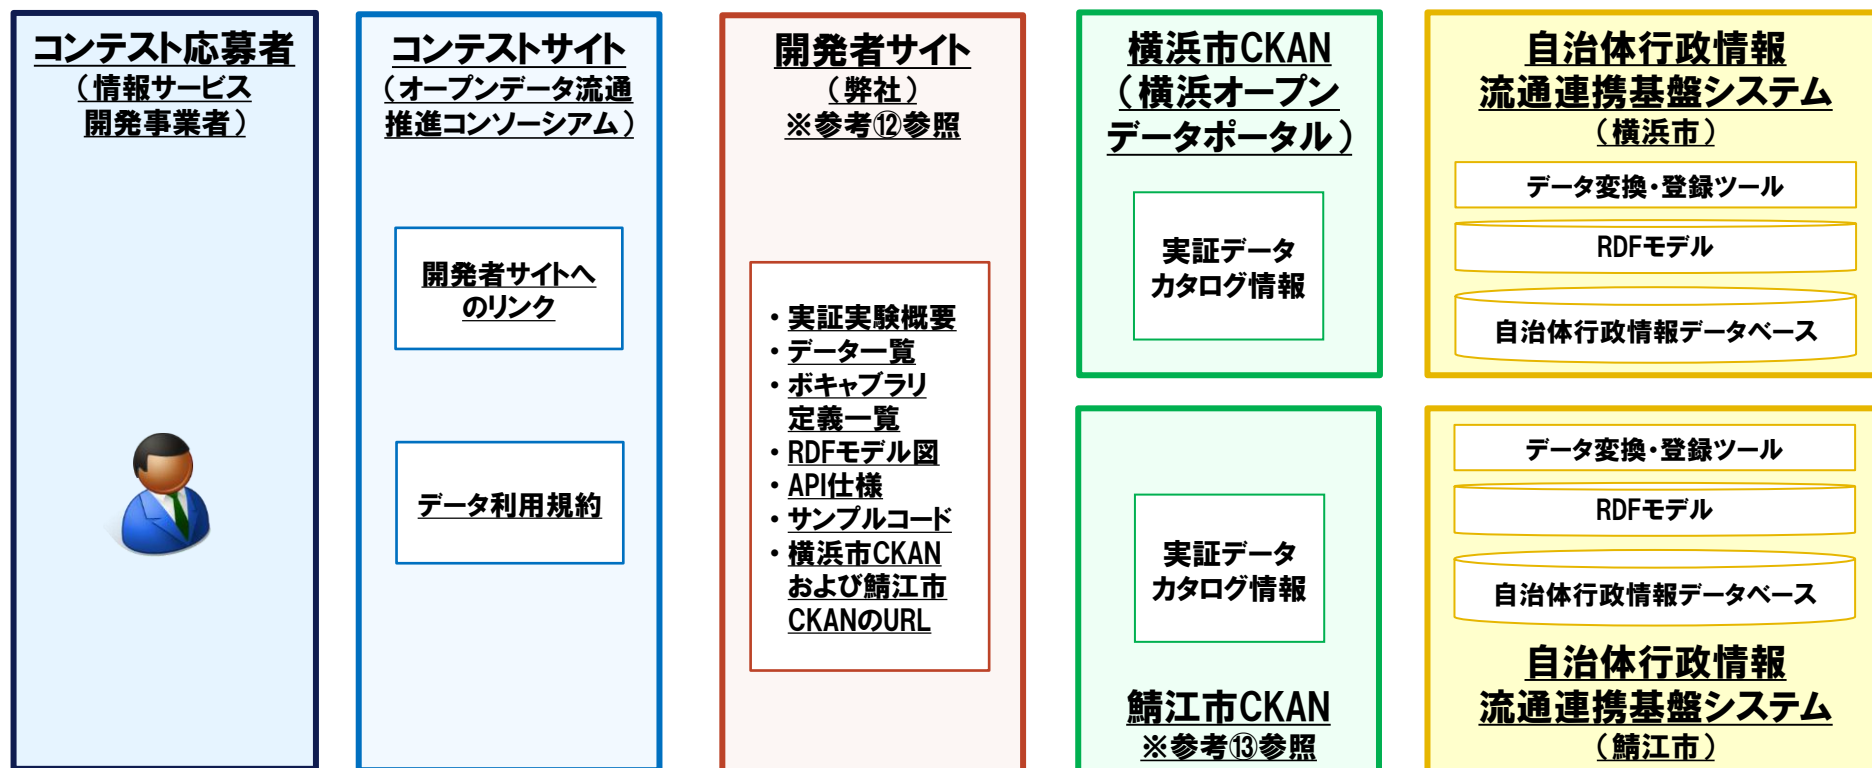 コンテスト応募者
（情報サービス
開発事業者）
コンテストサイト
（オープンデータ流通
推進コンソーシアム）
開発者サイトへ
のリンク
データ利用規約
開発者サイト
（弊社）
※参考⑫参照
・実証実験概要
・データ一覧
・ボキャブラリ
定義一覧
・RDFモデル図
・API仕様
・サンプルコード
・横浜市CKAN
および鯖江市
CKANのURL
横浜市CKAN
（横浜オープン
データポータル）
実証データ
カタログ情報
実証データ
カタログ情報
鯖江市CKAN
※参考⑬参照
自治体行政情報
流通連携基盤システム
（横浜市）
データ変換・登録ツール
RDFモデル
自治体行政情報データベース
データ変換・登録ツール
RDFモデル
自治体行政情報データベース
自治体行政情報
流通連携基盤システム
（鯖江市）